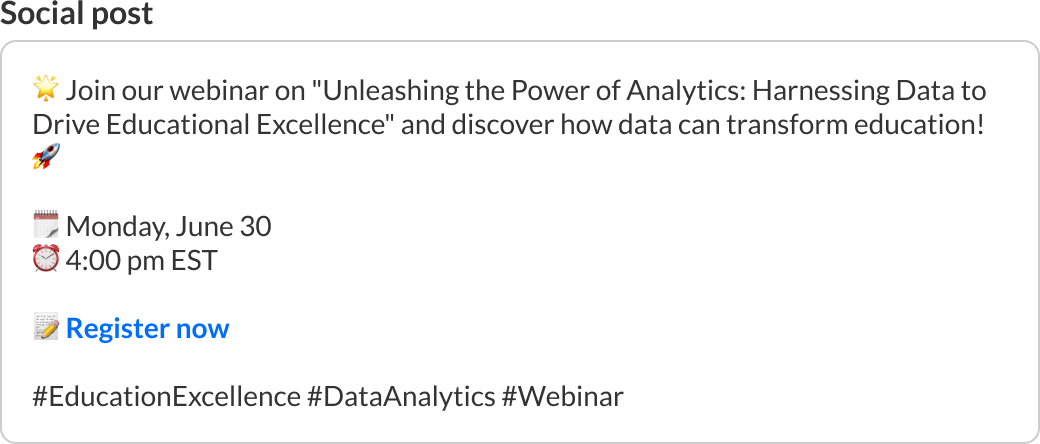 Social post
🌟 Join our webinar on "Unleashing the Power of Analytics: Harnessing Data to
Drive Educational Excellence" and discover how data can transform education!
🚀
🗓️ Monday, June 30
⏰ 4:00 pm EST
📝 Register now
#EducationExcellence #DataAnalytics #Webinar